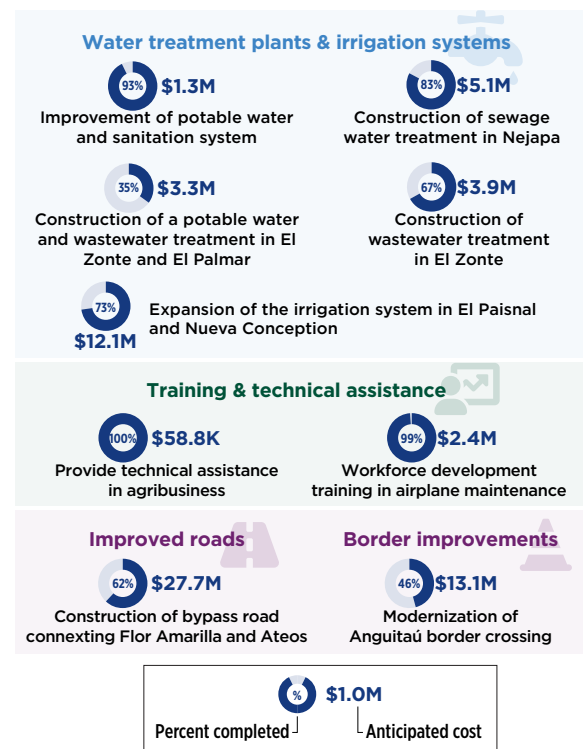 Water treatment plants & irrigation systems
93% $1.3M
Improvement of potable water
and sanitation system
83% $5.1M
Construction of sewage
water treatment in Nejapa
35% $3.3M
Construction of a potable water
and wastewater treatment in El
Zonte and El Palmar
67% $3.9M
Construction of
wastewater treatment
in El Zonte
73%
$12.1M
Expansion of the irrigation system in El Paisnal
and Nueva Conception
Training & technical assistance
100% $58.8K
Provide technical assistance
in agribusiness
99% $2.4M
Workforce development
training in airplane maintenance
Improved roads
62% $27.7M
Construction of bypass road
connexting Flor Amarilla and Ateos
Border improvements
46% $13.1M
Modernization of
Anguitaú border crossing
% $1.0M
Percent completed
Anticipated cost